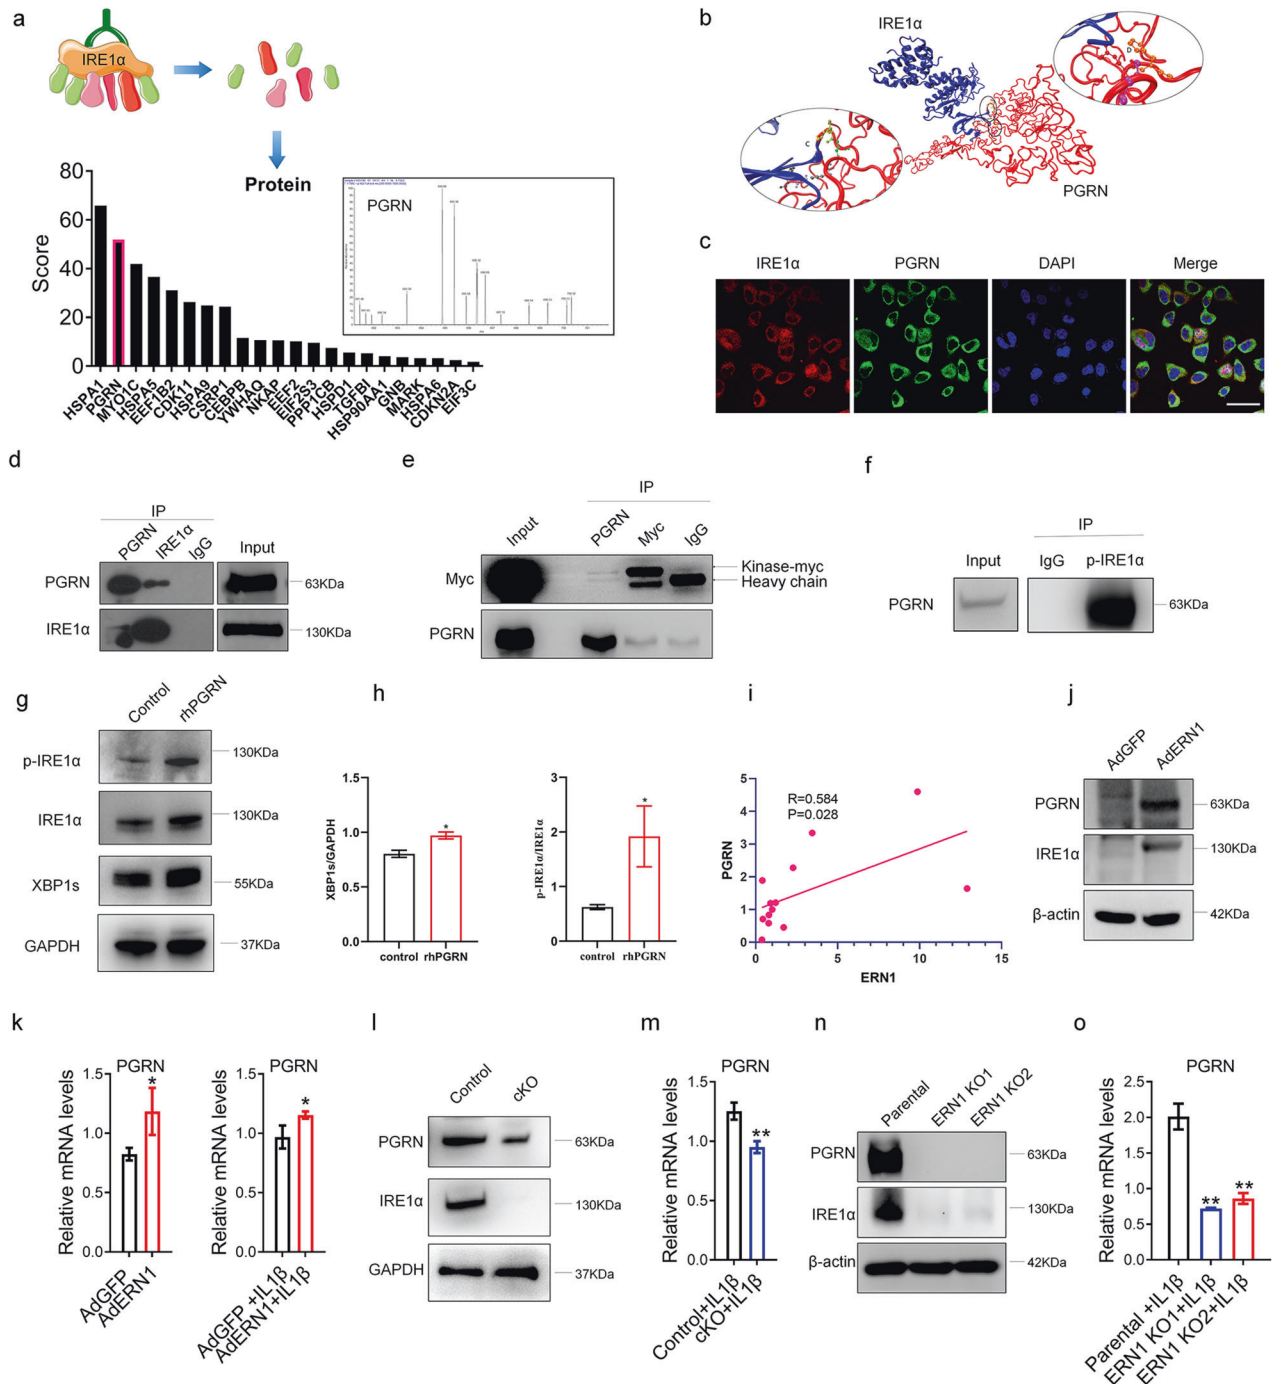 a
IRE1α
Protein
80
60
40
20
0
Score
PGRN
HSPA1
PGRN
MYO1C
HSPA5
EEF1B2
CDK11
HSPA9
CSRP1
CEBPB
YWHAQ
NKAP
EEF2
EIF2S3
PPP1CB
HSPD1
TGFBI
HSP90AA1
GNB
MARK
HSPA6
CDKN2A
EIF3C
b
IRE1α
D
C
PGRN
c
IRE1α PGRN DAPI Merge
d
IP
PGRN IRE1α IgG Input
PGRN 63KDa
IRE1α 130KDa
e
IP
Input PGRN Myc IgG
Myc Kinase-myc
Heavy chain
PGRN
f
IP
Input IgG p-IRE1α
PGRN 63KDa
g
Control rhPGRN
p-IRE1α 130KDa
IRE1α 130KDa
XBP1s 55KDa
GAPDH 37KDa
h
XBP1s/GAPDH
1.5
1.0
0.5
0.0
*
control rhPGRN
p-IRE1α/IRE1α
3
2
1
0
*
control rhPGRN
i
PGRN
5
4
3
2
1
0
R=0.584
P=0.028
0 5 10 15
ERN1
j
AdGFP AdERN1
PGRN 63KDa
IRE1α 130KDa
β-actin 42KDa
k
PGRN
Relative mRNA levels
1.5
1.0
0.5
0.0
*
AdGFP
AdERN1
PGRN
Relative mRNA levels
1.5
1.0
0.5
0.0
*
AdGFP +IL 1β
AdERN1+IL 1β
l
Control cKO
PGRN 63KDa
IRE1α 130KDa
GAPDH 37KDa
m
PGRN
Relative mRNA levels
1.5
1.0
0.5
0.0
**
Control+IL1β
cKO+IL1β
n
Parental ERN1 KO1 ERN1 KO2
PGRN 63KDa
IRE1α 130KDa
β-actin 42KDa
o
PGRN
Relative mRNA levels
2.5
2.0
1.5
1.0
0.5
0.0
** **
Parental +IL1β
ERN1 KO1+IL1β
ERN1 KO2+IL1β